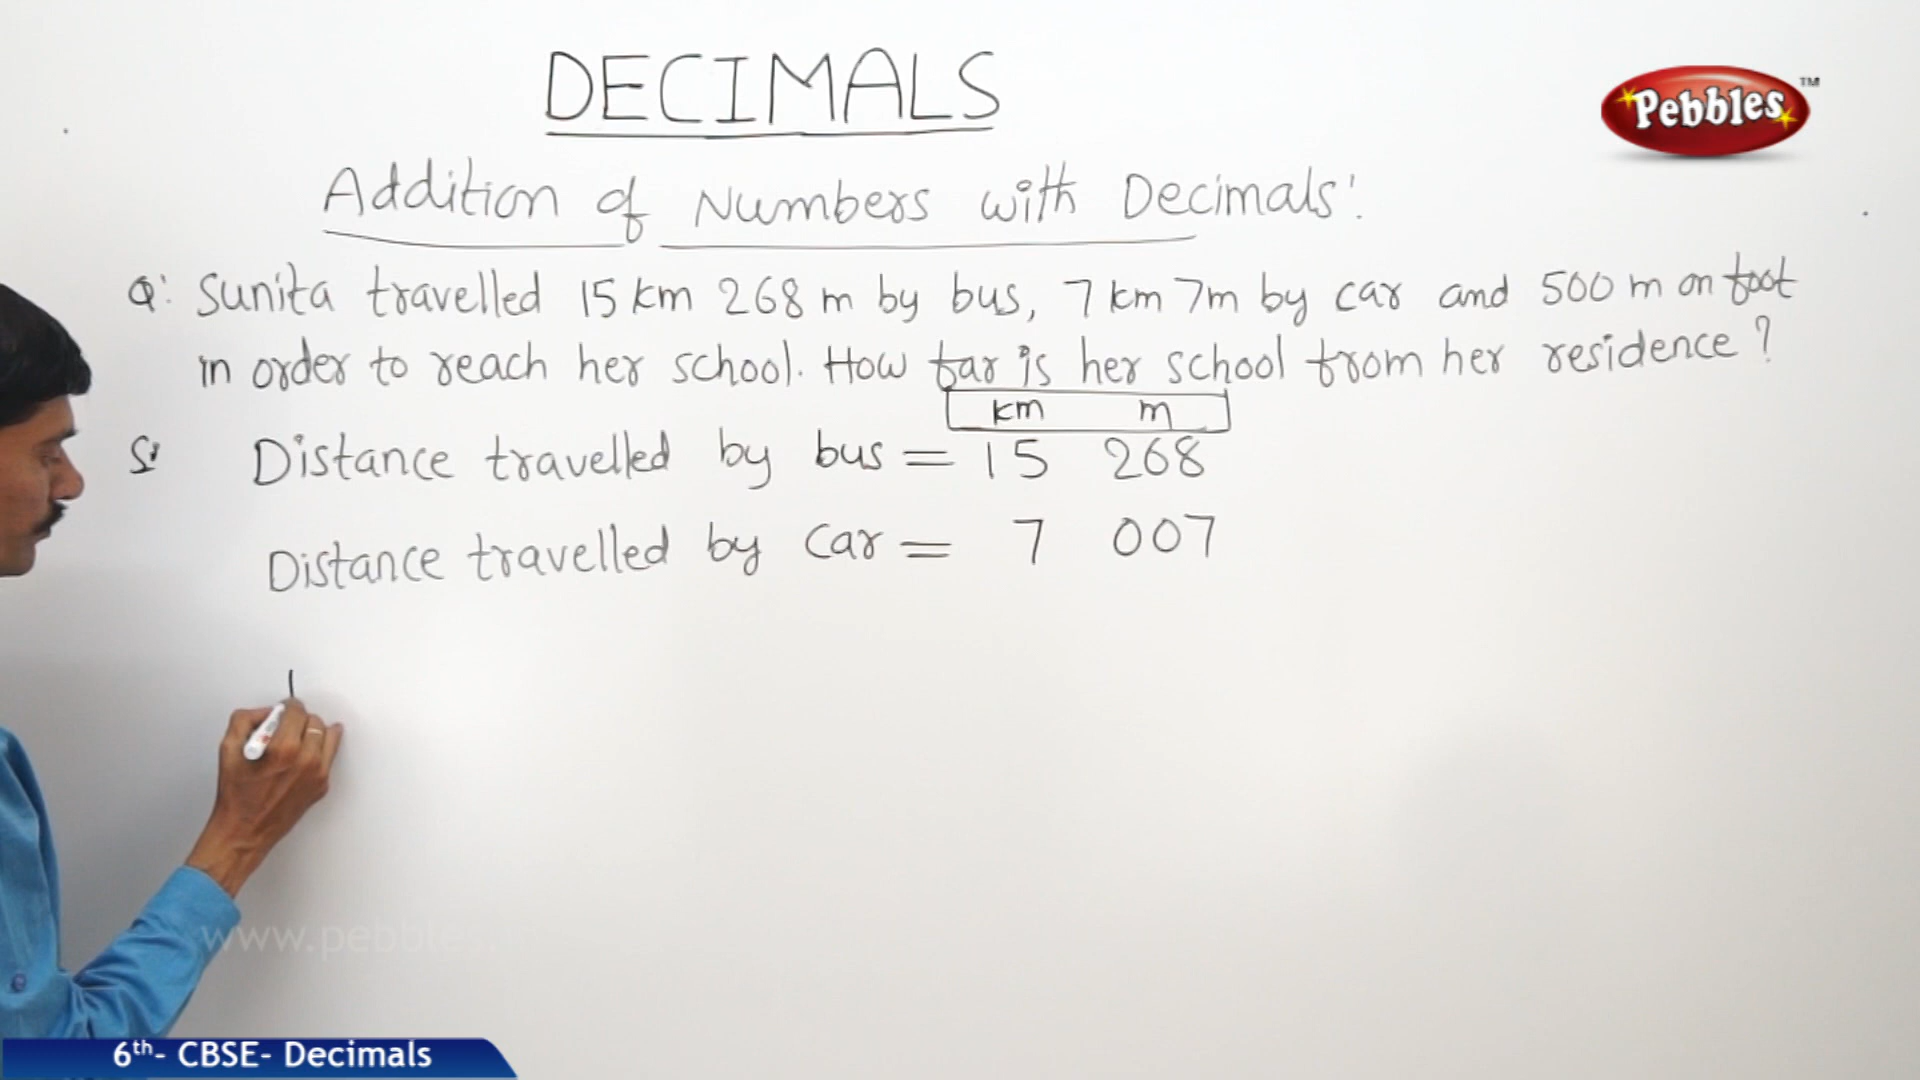 DECIMALS
Pebbles™
Addition of Numbers with Decimals:
Q: Sunita travelled 15 km 268 m by bus, 7 km 7m by car and 500 m on foot
in order to reach her school. How far is her school from her residence?
km m
S: Distance travelled by bus = 15 268
Distance travelled by car = 7 007
www.pebbles.
6th- CBSE- Decimals